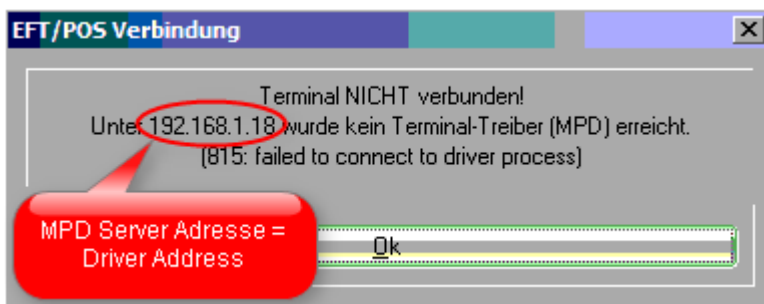 EFT/POS Verbindung
Terminal NICHT verbunden!
Unter 192.168.1.18 wurde kein Terminal-Treiber (MPD) erreicht.
(815: failed to connect to driver process)
MPD Server Adresse =
Driver Address
Ok